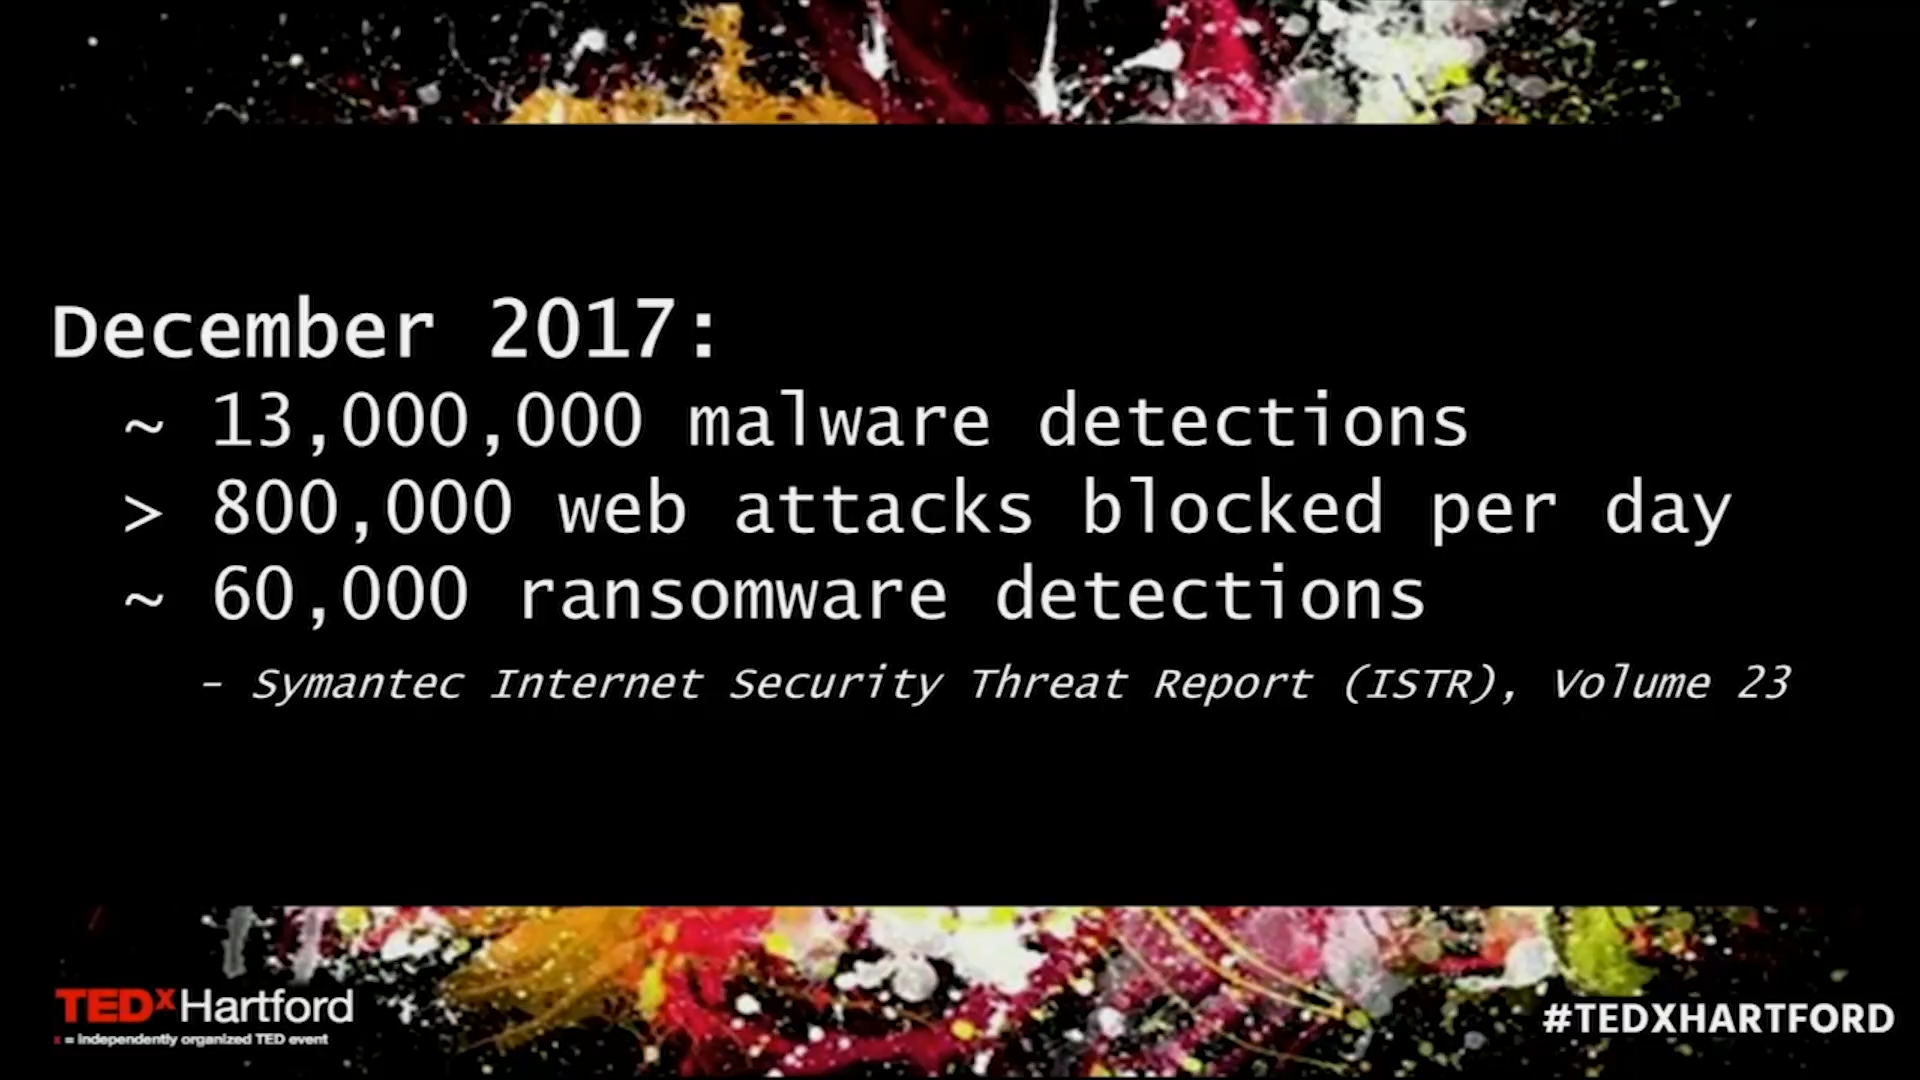 December 2017:
~ 13,000,000 malware detections
> 800,000 web attacks blocked per day
~ 60,000 ransomware detections
– Symantec Internet Security Threat Report (ISTR), Volume 23
TEDxHartford
x = independently organized TED event
#TEDXHARTFORD